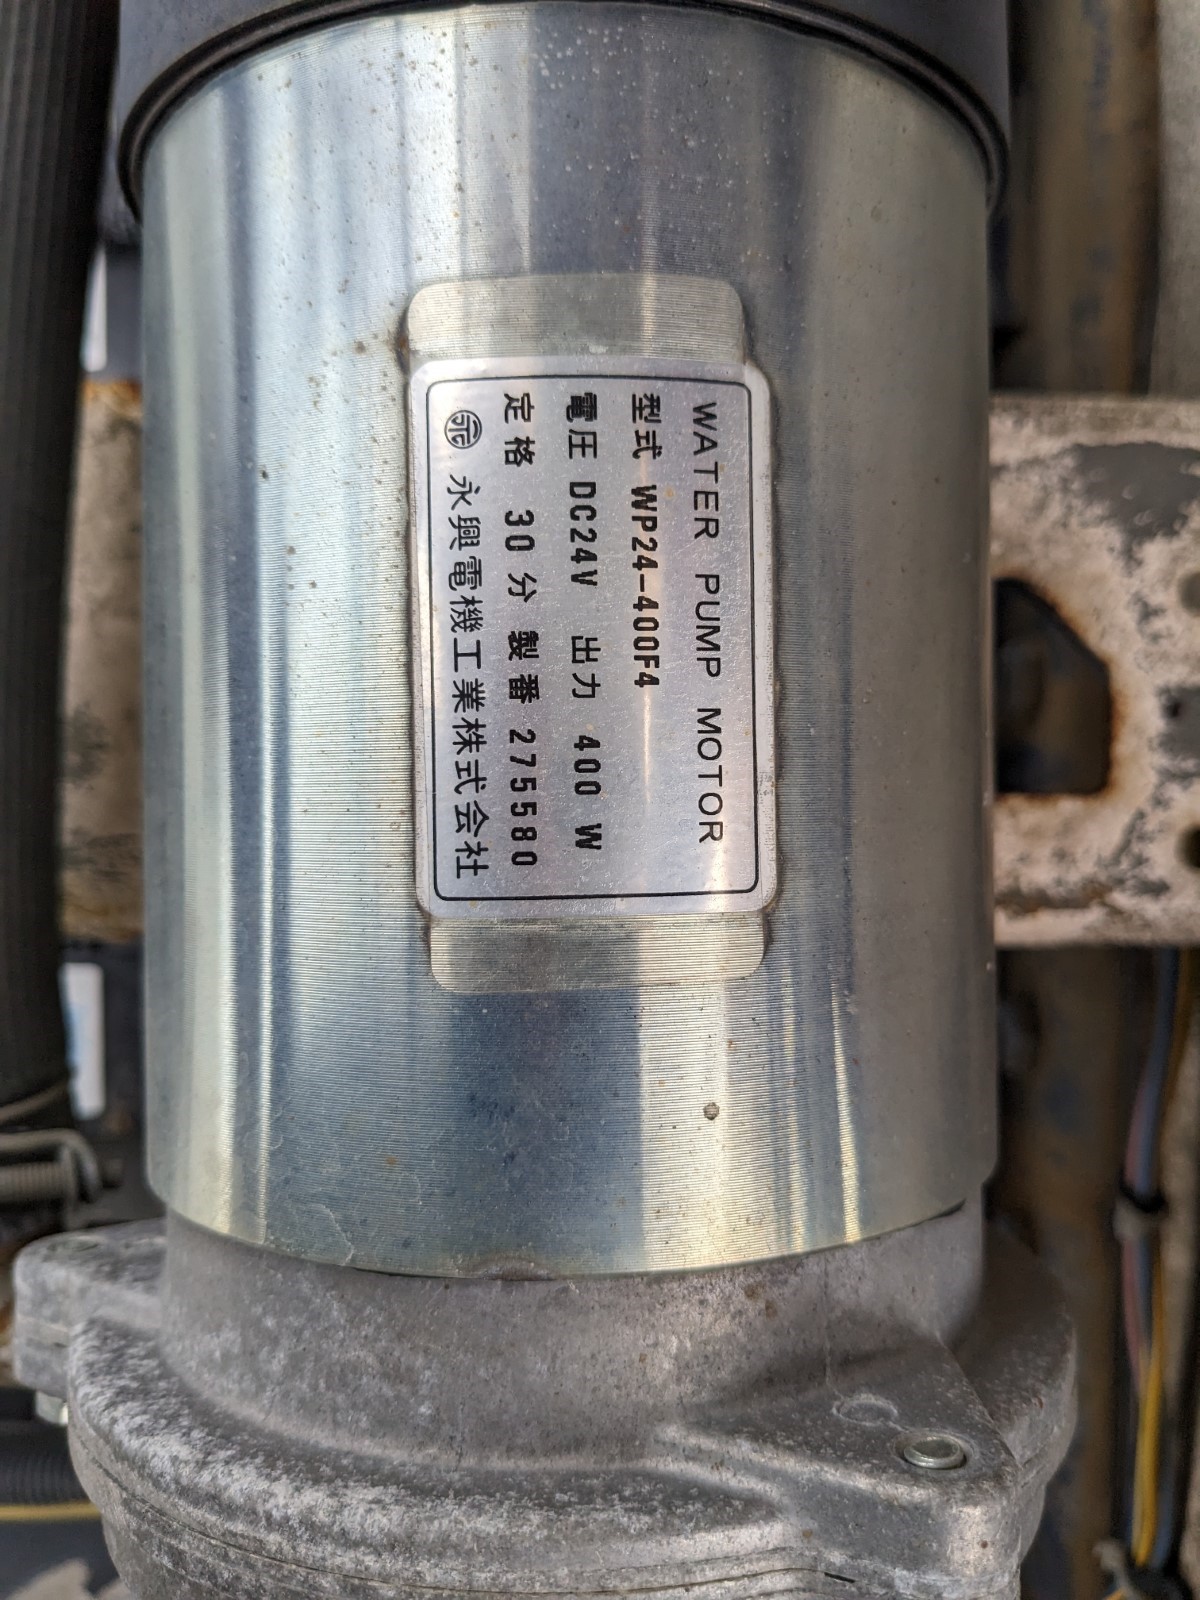 WATER PUMP MOTOR
型式 WP24-400F4
電圧 DC24V 出力 400 W
定格 30 分 製番 275580
永興電機工業株式会社